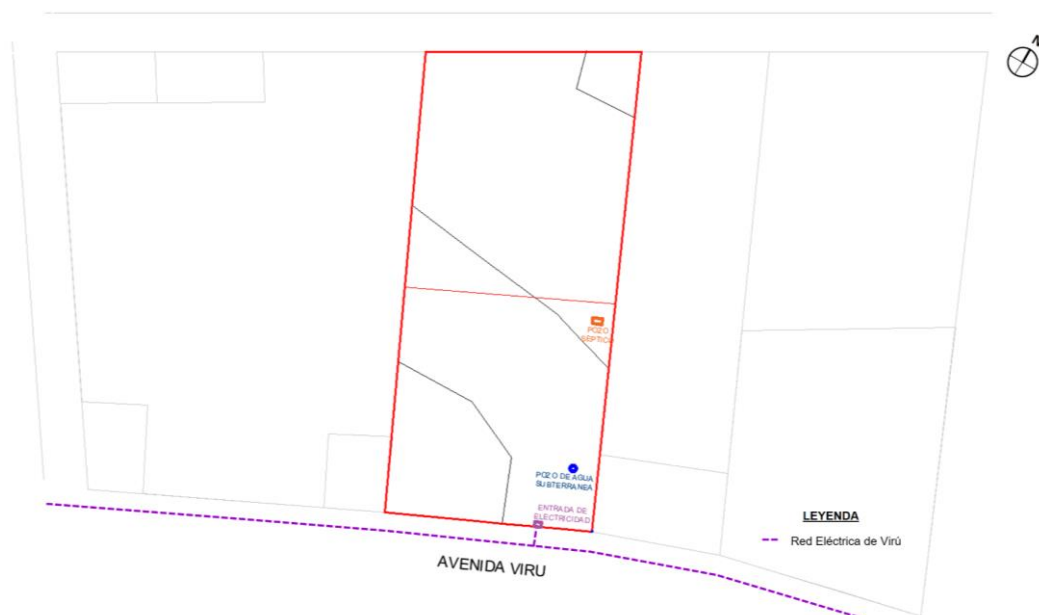 N
POZO
SEPTICO
POZO DE AGUA
SUBTERRANEA
ENTRADA DE
ELECTRICIDAD
AVENIDA VIRU
LEYENDA
Red Eléctrica de Virú